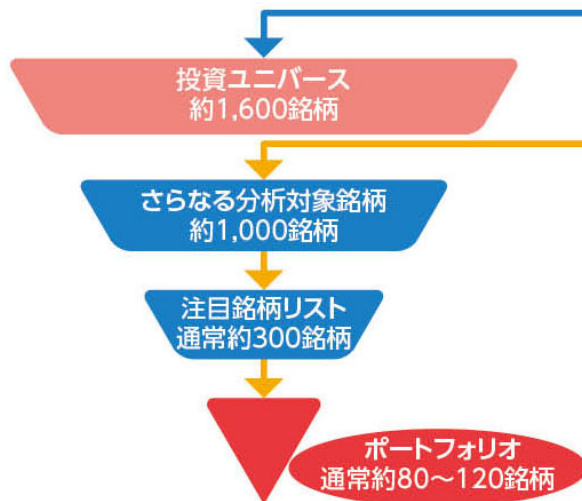 投資ユニバース
約1,600銘柄
さらなる分析対象銘柄
約1,000銘柄
注目銘柄リスト
通常約300銘柄
ポートフォリオ
通常約80～120銘柄